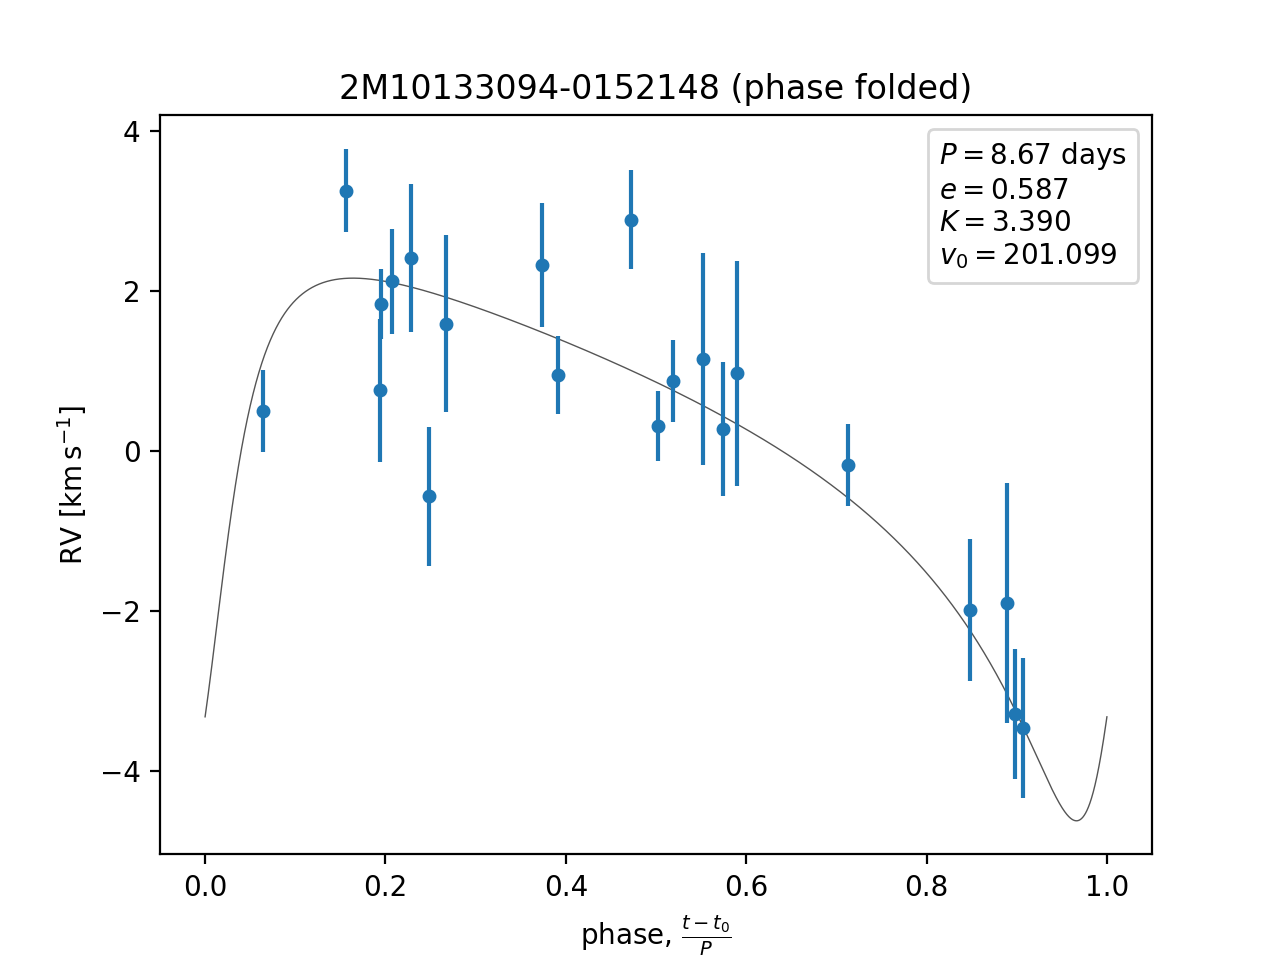 2M10133094-0152148 (phase folded)
P = 8.67 days
e = 0.587
K = 3.390
v₀ = 201.099
4
2
0
−2
−4
RV [km s⁻¹]
0.0 0.2 0.4 0.6 0.8 1.0
phase, (t − t₀)/P